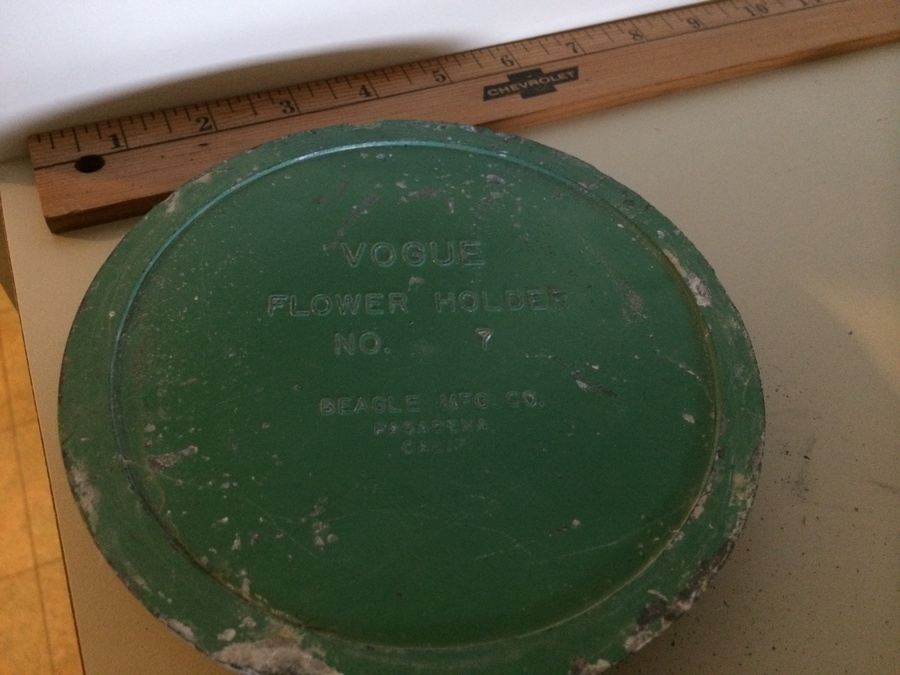 1 2 3 4 5 6 7 8 9 10 11
CHEVROLET
VOGUE
FLOWER HOLDER
NO. 7
BEAGLE MFG. CO.
PASADENA
CALIF